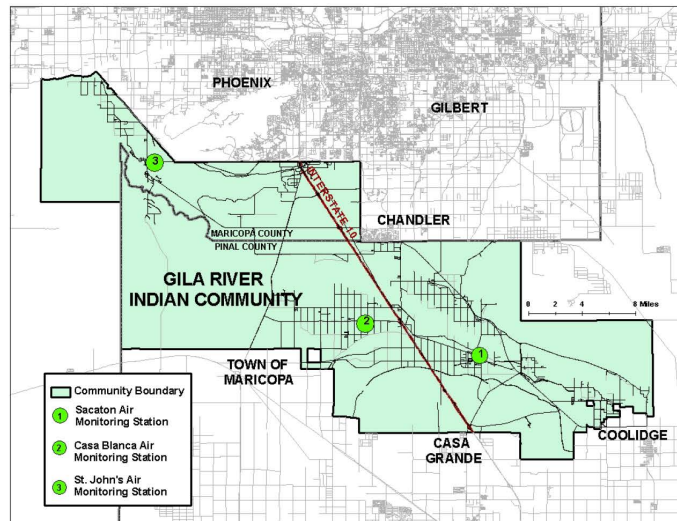 PHOENIX
GILBERT
3
INTERSTATE 10
CHANDLER
MARICOPA COUNTY
PINAL COUNTY
GILA RIVER
INDIAN COMMUNITY
0 2 4 8 Miles
2
1
TOWN OF
MARICOPA
CASA
GRANDE
COOLIDGE
Community Boundary
1 Sacaton Air
Monitoring Station
2 Casa Blanca Air
Monitoring Station
3 St. John's Air
Monitoring Station